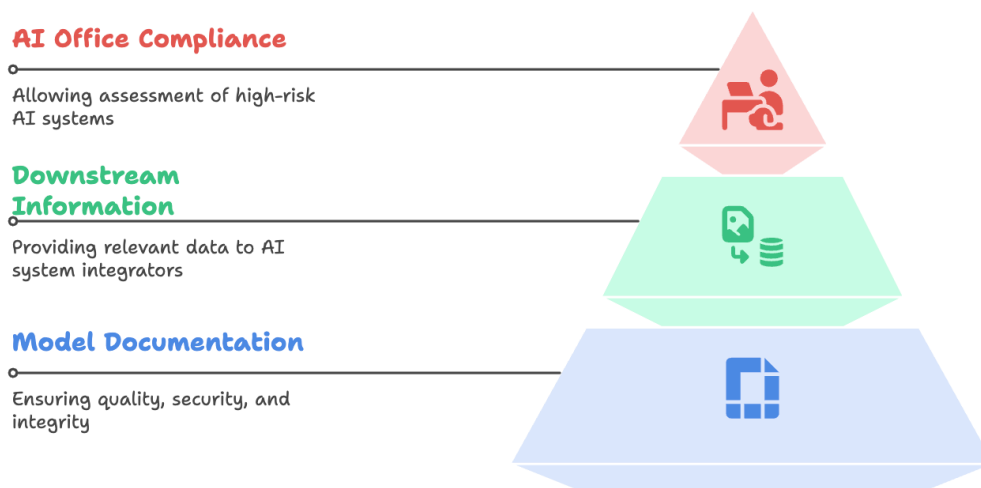 AI Office Compliance
Allowing assessment of high-risk
AI systems
Downstream
Information
Providing relevant data to AI
system integrators
Model Documentation
Ensuring quality, security, and
integrity